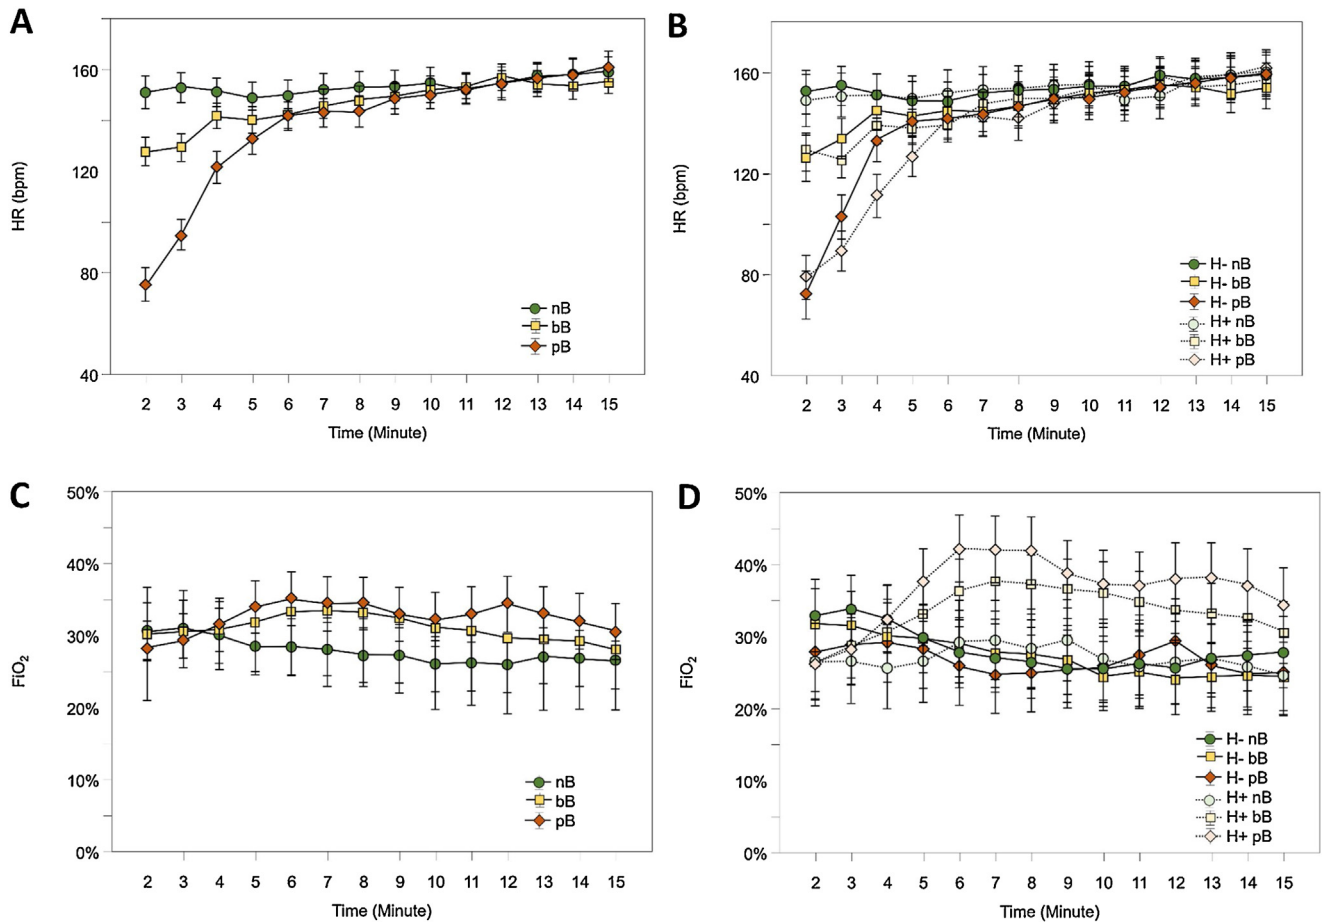 A
160
120
80
40
HR (bpm)
2 3 4 5 6 7 8 9 10 11 12 13 14 15
Time (Minute)
nB
bB
pB
B
160
120
80
40
HR (bpm)
2 3 4 5 6 7 8 9 10 11 12 13 14 15
Time (Minute)
H- nB
H- bB
H- pB
H+ nB
H+ bB
H+ pB
C
50%
40%
30%
20%
10%
0%
FiO₂
2 3 4 5 6 7 8 9 10 11 12 13 14 15
Time (Minute)
nB
bB
pB
D
50%
40%
30%
20%
10%
0%
FiO₂
2 3 4 5 6 7 8 9 10 11 12 13 14 15
Time (Minute)
H- nB
H- bB
H- pB
H+ nB
H+ bB
H+ pB